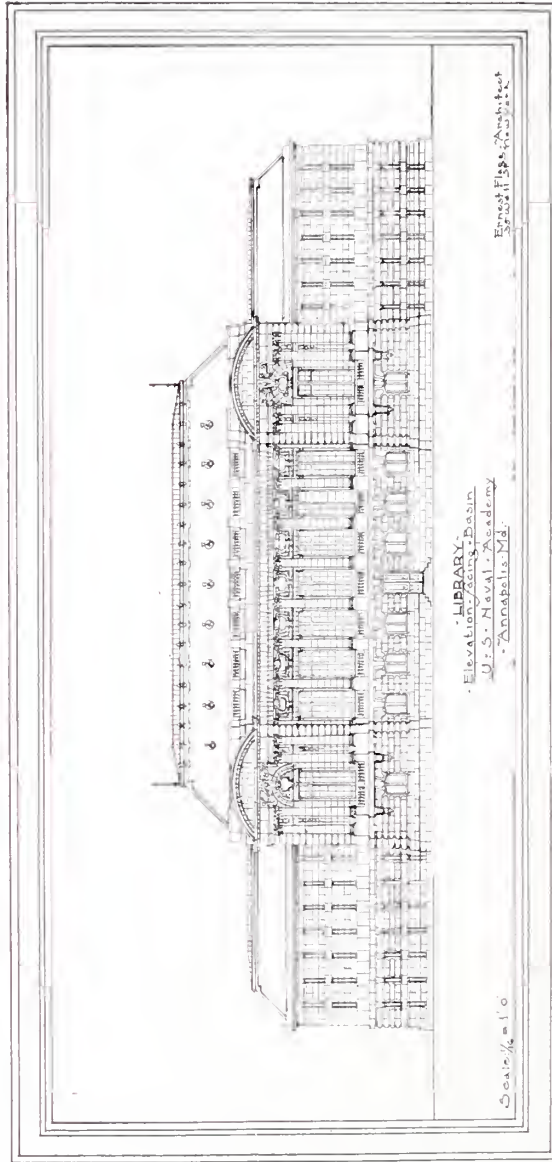 - LIBRARY -
- Elevation - facing - Basin
U - S - Naval - Academy
- Annapolis Md. -
Scale 1/16 = 1'0
Ernest Flagg, Architect
35 Wall St. New York